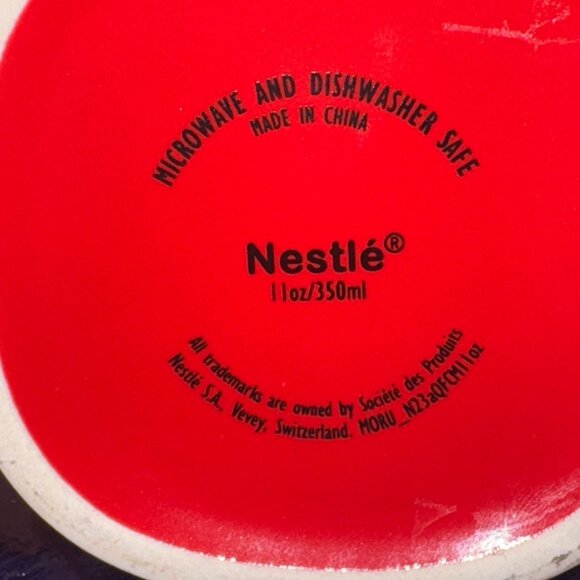 MICROWAVE AND DISHWASHER SAFE
MADE IN CHINA
Nestlé®
11oz/350ml
All trademarks are owned by Société des Produits
Nestlé S.A., Vevey, Switzerland. MORU_N23aQFCM11oz